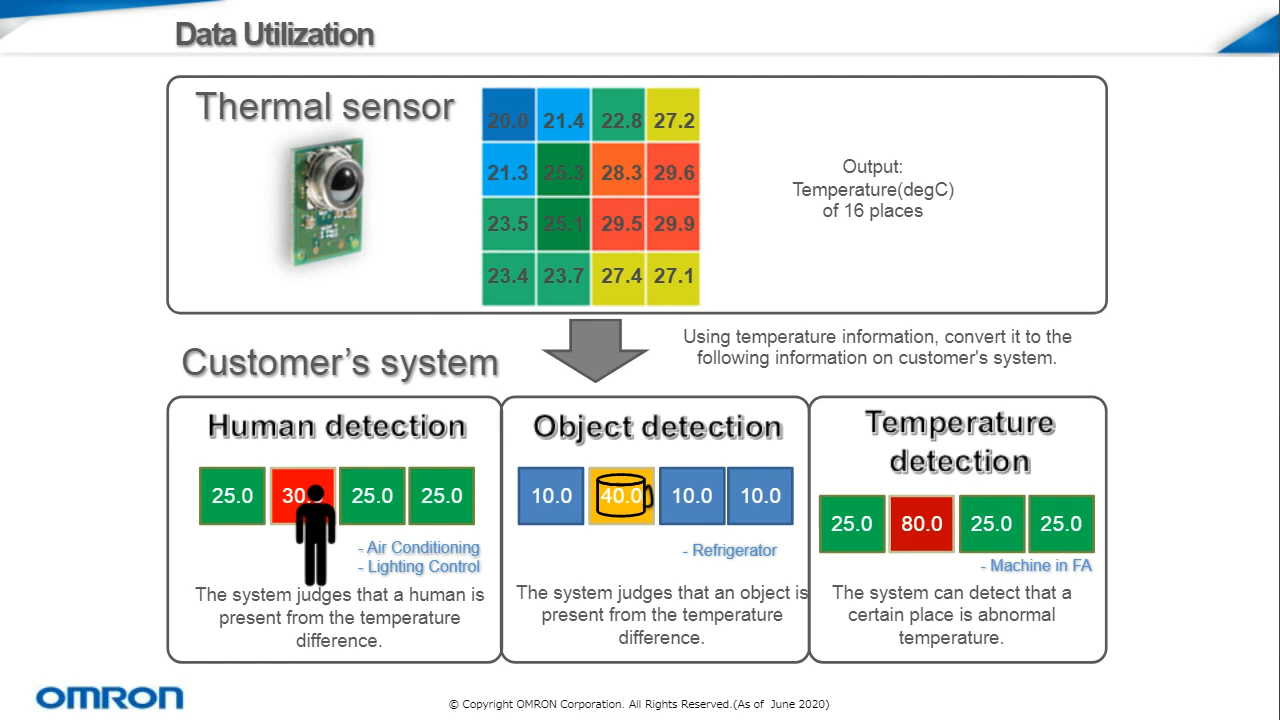 Data Utilization
Thermal sensor
20.0 21.4 22.8 27.2
21.3 25.3 28.3 29.6
23.5 25.1 29.5 29.9
23.4 23.7 27.4 27.1
Output:
Temperature(degC)
of 16 places
Using temperature information, convert it to the
following information on customer's system.
Customer’s system
Human detection
25.0 30.0 25.0 25.0
- Air Conditioning
- Lighting Control
The system judges that a human is
present from the temperature
difference.
Object detection
10.0 40.0 10.0 10.0
- Refrigerator
The system judges that an object is
present from the temperature
difference.
Temperature
detection
25.0 80.0 25.0 25.0
- Machine in FA
The system can detect that a
certain place is abnormal
temperature.
OMRON
© Copyright OMRON Corporation. All Rights Reserved.(As of June 2020)